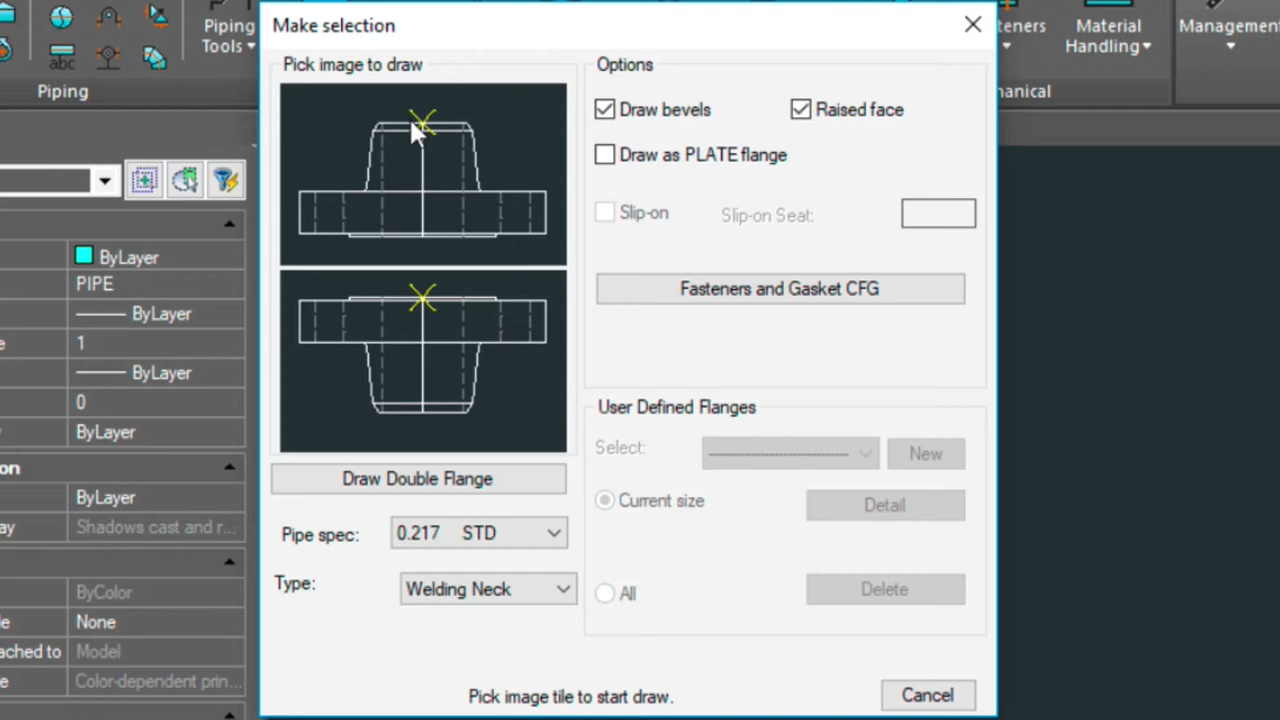 Make selection
Piping
Tools
abc
Piping
Material
Handling
Management
Pick image to draw
Options
Draw bevels
Raised face
Draw as PLATE flange
Slip-on
Slip-on Seat:
Fasteners and Gasket CFG
User Defined Flanges
Select:
New
Current size
Detail
All
Delete
Draw Double Flange
Pipe spec:
0.217 STD
Type:
Welding Neck
Pick image tile to start draw.
Cancel
ByLayer
PIPE
ByLayer
1
ByLayer
0
ByLayer
ByLayer
Shadows cast and r...
ByColor
None
ached to
Model
Color-dependent prin...